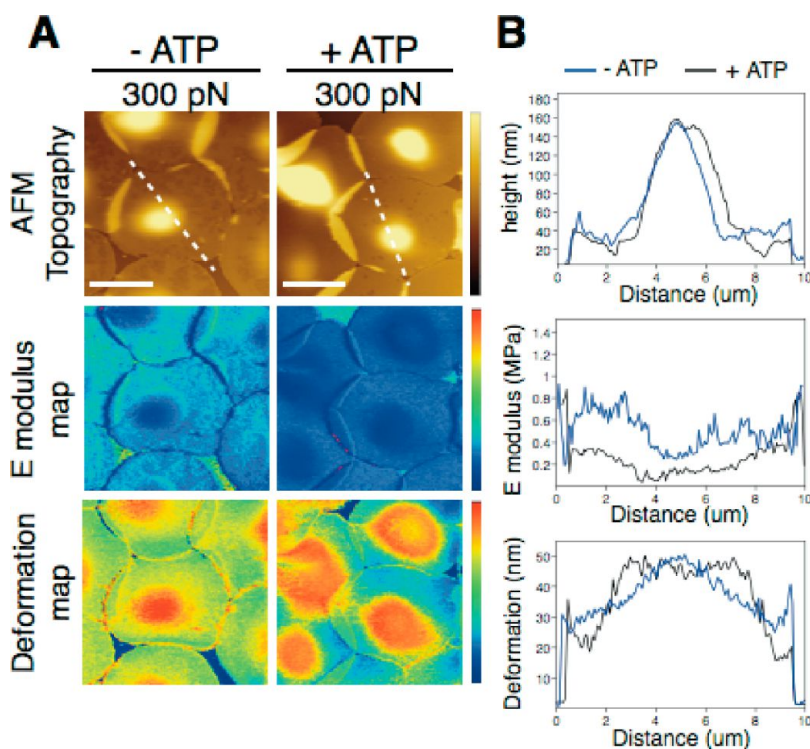 A
- ATP
+ ATP
300 pN
300 pN
AFM
Topography
E modulus
map
Deformation
map
B
- ATP
+ ATP
height (nm)
180
160
140
120
100
80
60
40
20
0
2
4
6
8
10
Distance (um)
E modulus (MPa)
1.4
1.2
1
0.8
0.6
0.4
0.2
0
2
4
6
8
10
Distance (um)
Deformation (nm)
50
40
30
20
10
0
2
4
6
8
10
Distance (um)